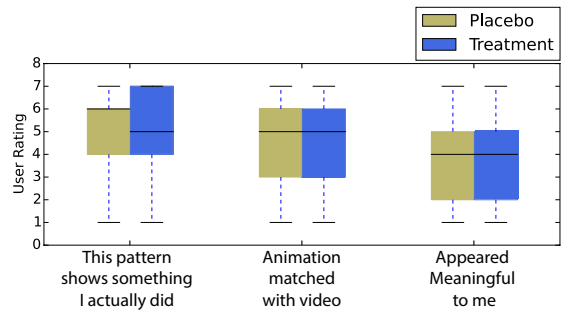 Placebo
Treatment
8
7
6
5
4
3
2
1
0
User Rating
This pattern
shows something
I actually did
Animation
matched
with video
Appeared
Meaningful
to me